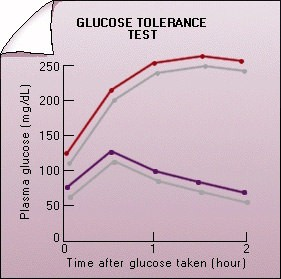 GLUCOSE TOLERANCE
TEST
Plasma glucose (mg/dL)
250
200
150
100
50
0
0
1
2
Time after glucose taken (hour)